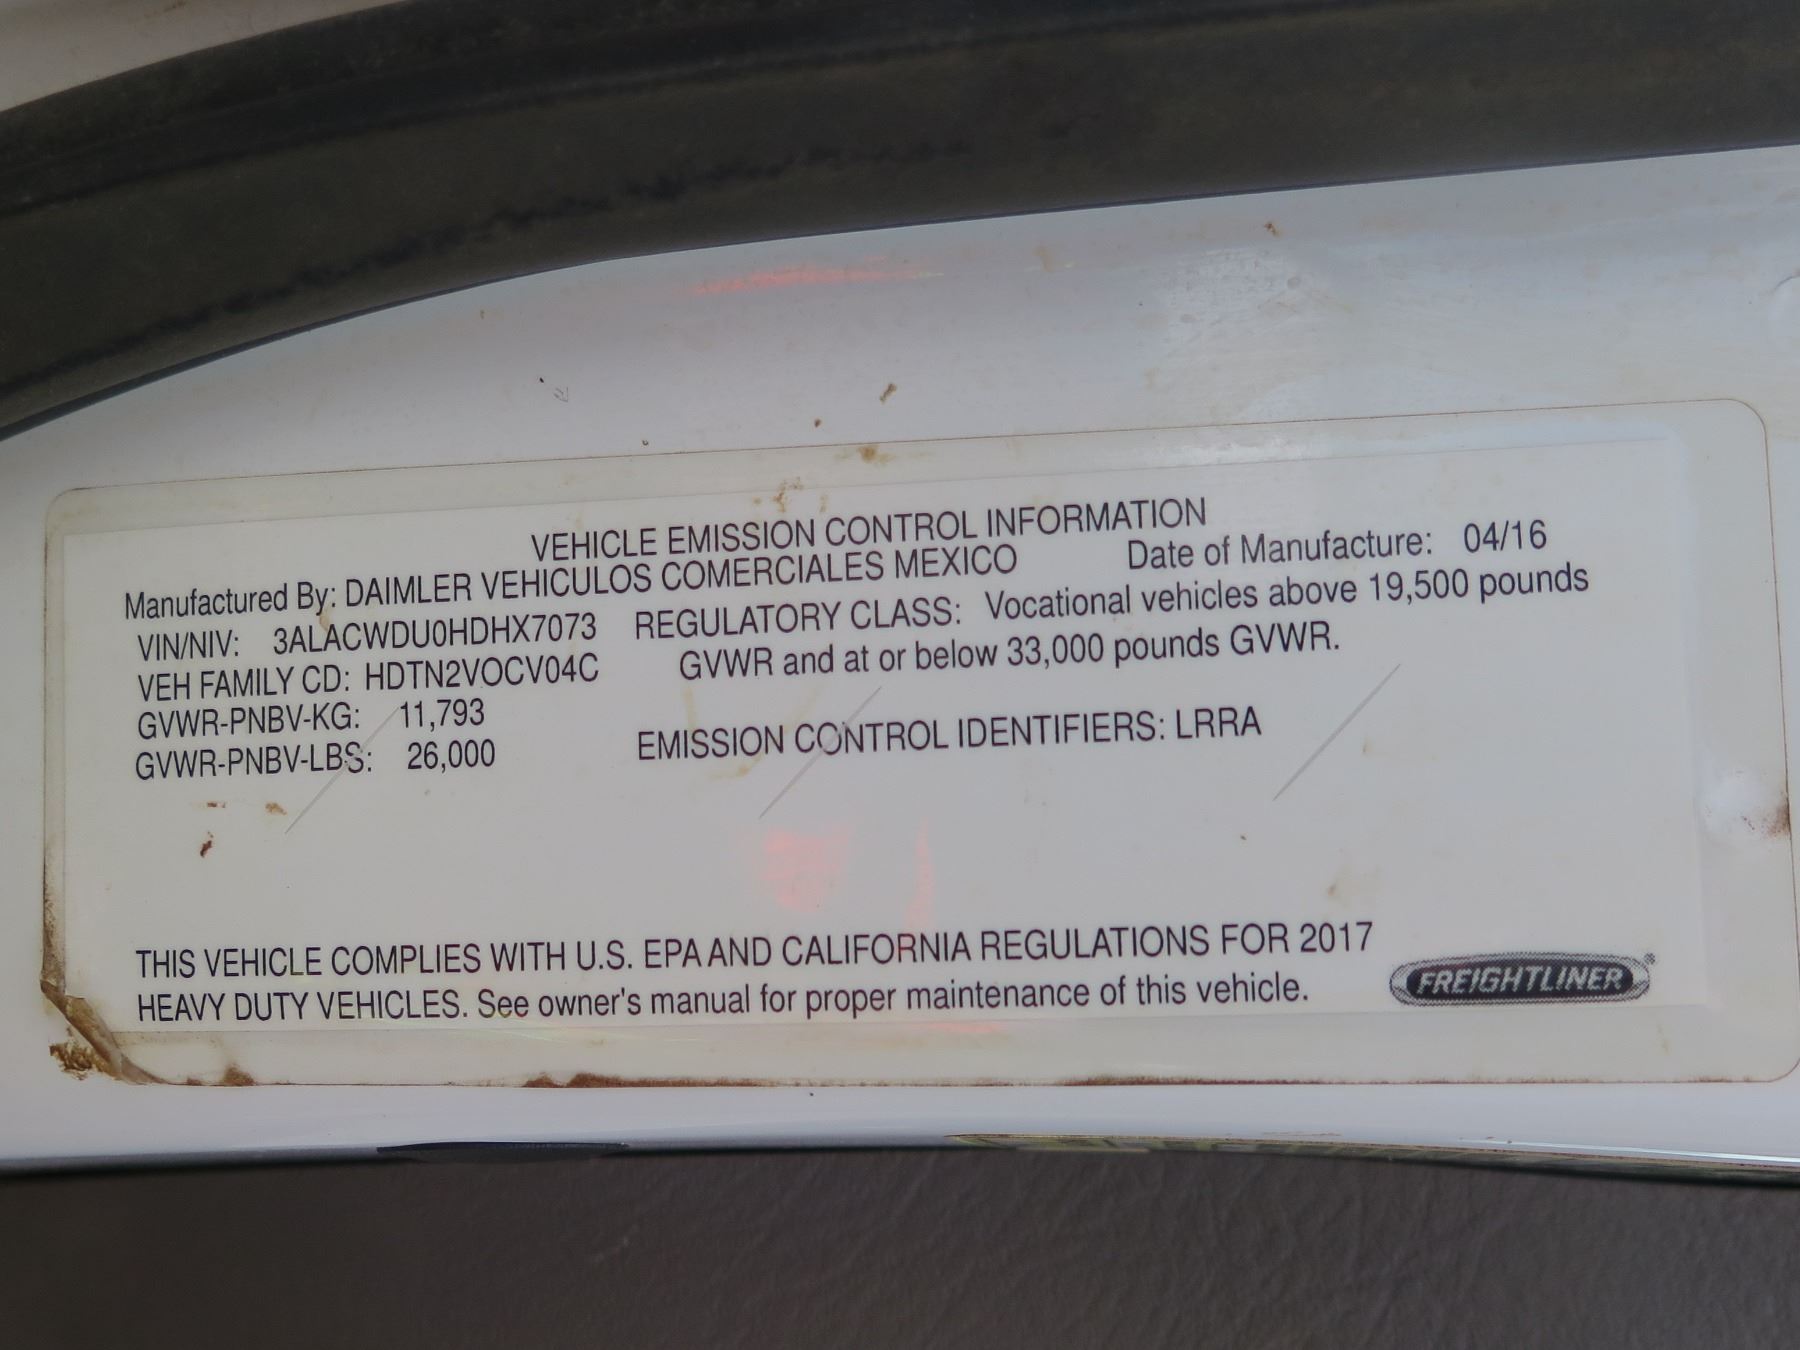 VEHICLE EMISSION CONTROL INFORMATION
Manufactured By: DAIMLER VEHICULOS COMERCIALES MEXICO Date of Manufacture: 04/16
VIN/NIV: 3ALACWDU0HDHX7073 REGULATORY CLASS: Vocational vehicles above 19,500 pounds
VEH FAMILY CD: HDTN2VOCV04C GVWR and at or below 33,000 pounds GVWR.
GVWR-PNBV-KG: 11,793
GVWR-PNBV-LBS: 26,000 EMISSION CONTROL IDENTIFIERS: LRRA
THIS VEHICLE COMPLIES WITH U.S. EPA AND CALIFORNIA REGULATIONS FOR 2017
HEAVY DUTY VEHICLES. See owner's manual for proper maintenance of this vehicle.
FREIGHTLINER